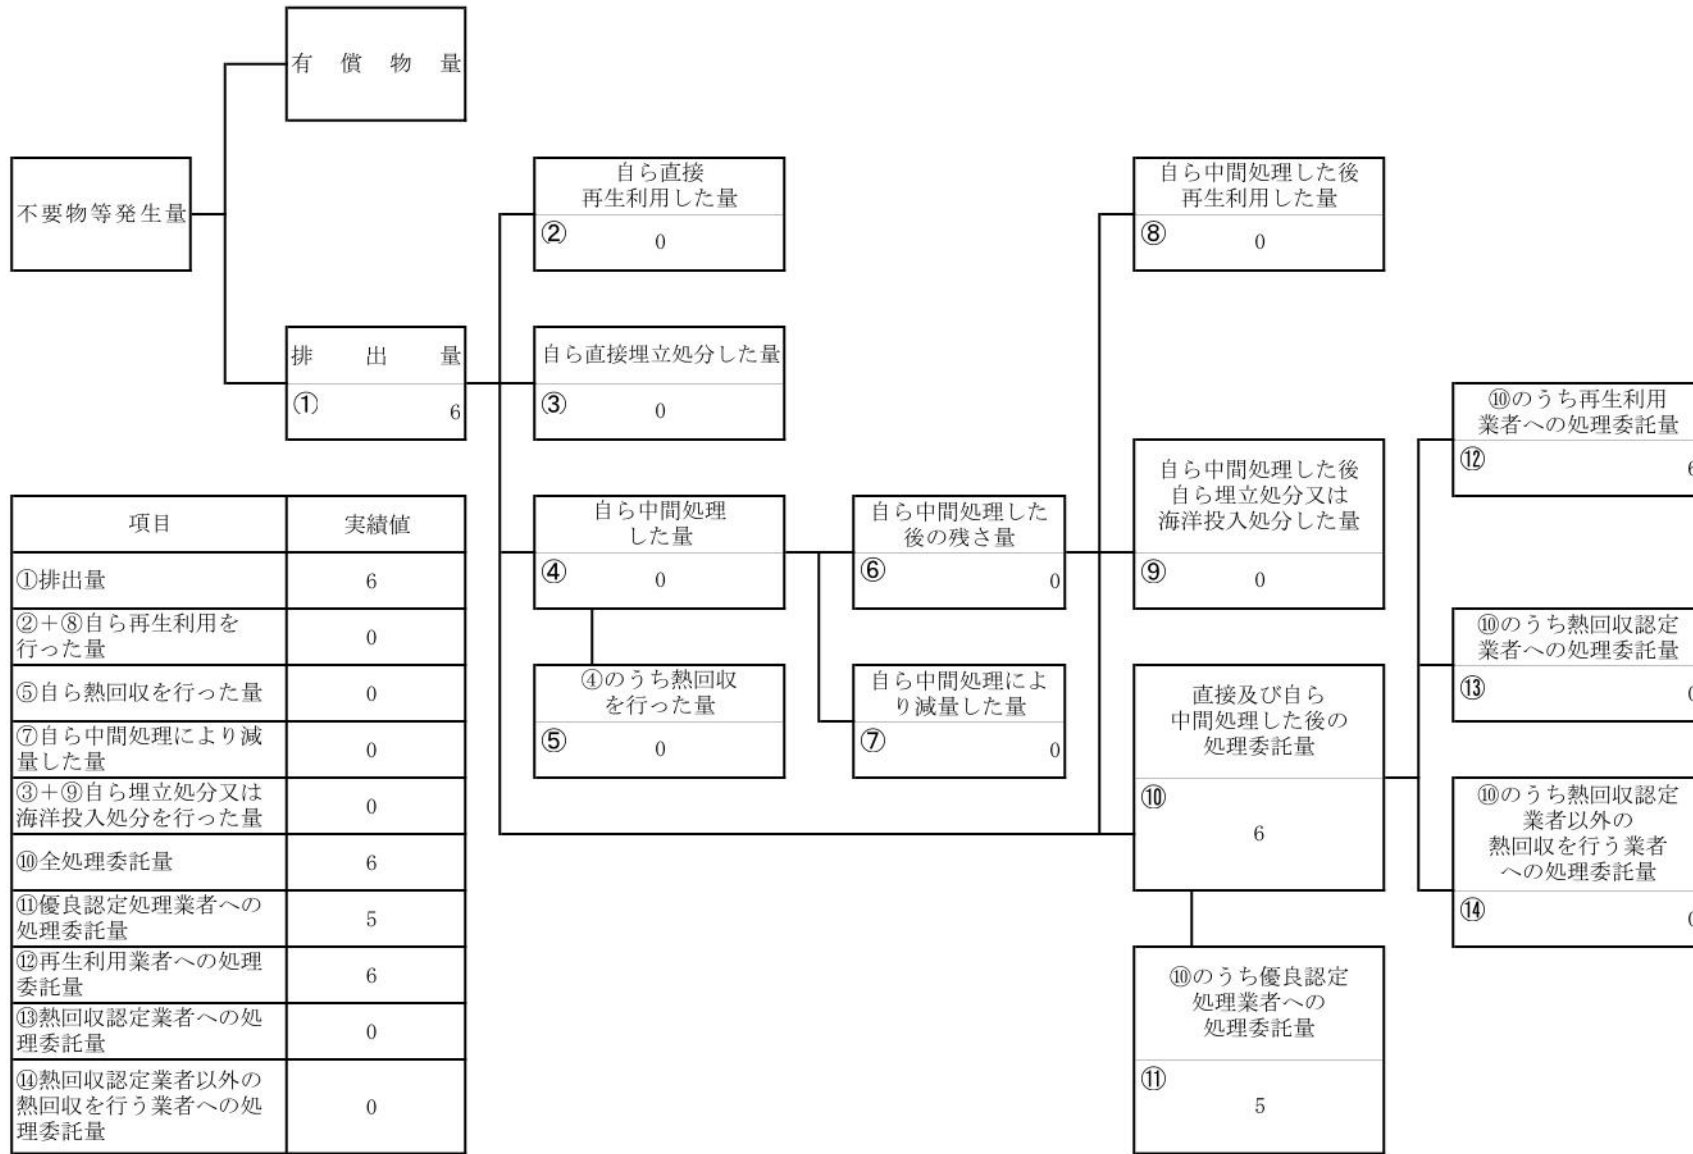 有償物量
不要物等発生量
排出量
① 6
自ら直接
再生利用した量
② 0
自ら直接埋立処分した量
③ 0
自ら中間処理
した量
④ 0
④のうち熱回収
を行った量
⑤ 0
自ら中間処理した
後の残さ量
⑥ 0
自ら中間処理によ
り減量した量
⑦ 0
自ら中間処理した後
再生利用した量
⑧ 0
自ら中間処理した後
自ら埋立処分又は
海洋投入処分した量
⑨ 0
直接及び自ら
中間処理した後の
処理委託量
⑩
6
⑩のうち優良認定
処理業者への
処理委託量
⑪
5
⑩のうち再生利用
業者への処理委託量
⑫ 6
⑩のうち熱回収認定
業者への処理委託量
⑬ 0
⑩のうち熱回収認定
業者以外の
熱回収を行う業者
への処理委託量
⑭ 0
項目 実績値
①排出量 6
②+⑧自ら再生利用を
行った量 0
⑤自ら熱回収を行った量 0
⑦自ら中間処理により減
量した量 0
③+⑨自ら埋立処分又は
海洋投入処分を行った量 0
⑩全処理委託量 6
⑪優良認定処理業者への
処理委託量 5
⑫再生利用業者への処理
委託量 6
⑬熱回収認定業者への処
理委託量 0
⑭熱回収認定業者以外の
熱回収を行う業者への処
理委託量 0